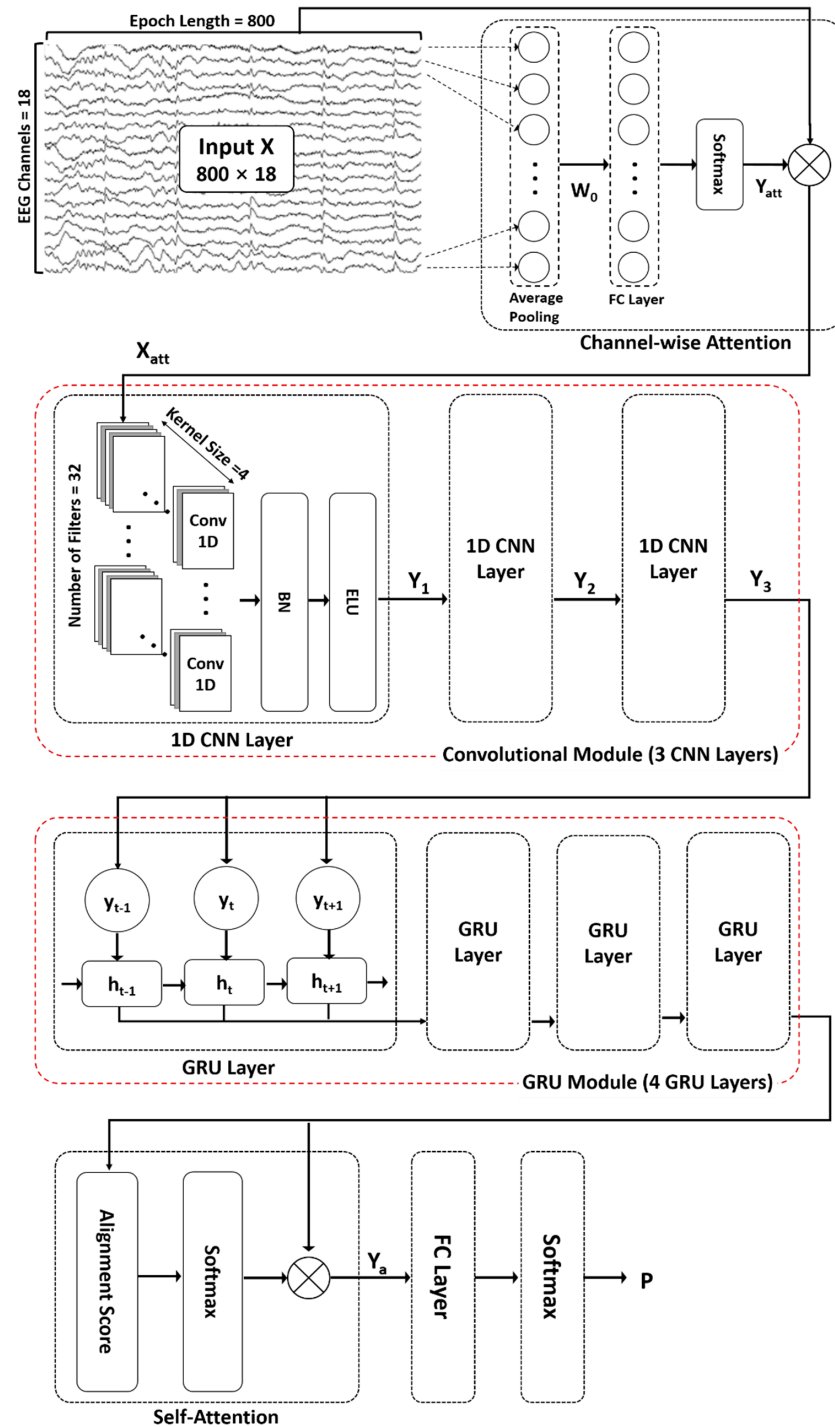 Epoch Length = 800
EEG Channels = 18
Input X
800 × 18
W₀
Softmax
Yₐₜₜ
Average
Pooling
FC Layer
Channel-wise Attention
Xₐₜₜ
Number of Filters = 32
Kernel Size =4
Conv
1D
Conv
1D
BN
ELU
Y₁
1D CNN
Layer
Y₂
1D CNN
Layer
Y₃
1D CNN Layer
Convolutional Module (3 CNN Layers)
yₜ₋₁
yₜ
yₜ₊₁
hₜ₋₁
hₜ
hₜ₊₁
GRU
Layer
GRU
Layer
GRU
Layer
GRU Layer
GRU Module (4 GRU Layers)
Alignment Score
Softmax
Yₐ
FC Layer
Softmax
P
Self-Attention